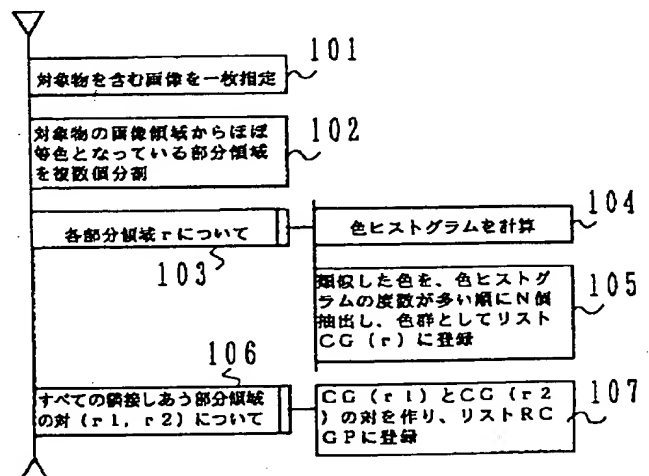 101
対象物を含む画像を一枚指定
102
対象物の画像領域からほぼ
等色となっている部分領域
を複数個分割
各部分領域rについて
103
色ヒストグラムを計算
104
類似した色を、色ヒストグ
ラムの度数が多い順にN個
抽出し、色群としてリスト
CG(r)に登録
105
106
すべての隣接しあう部分領域
の対(r1, r2)について
CG(r1)とCG(r2
)の対を作り、リストRC
GPに登録
107